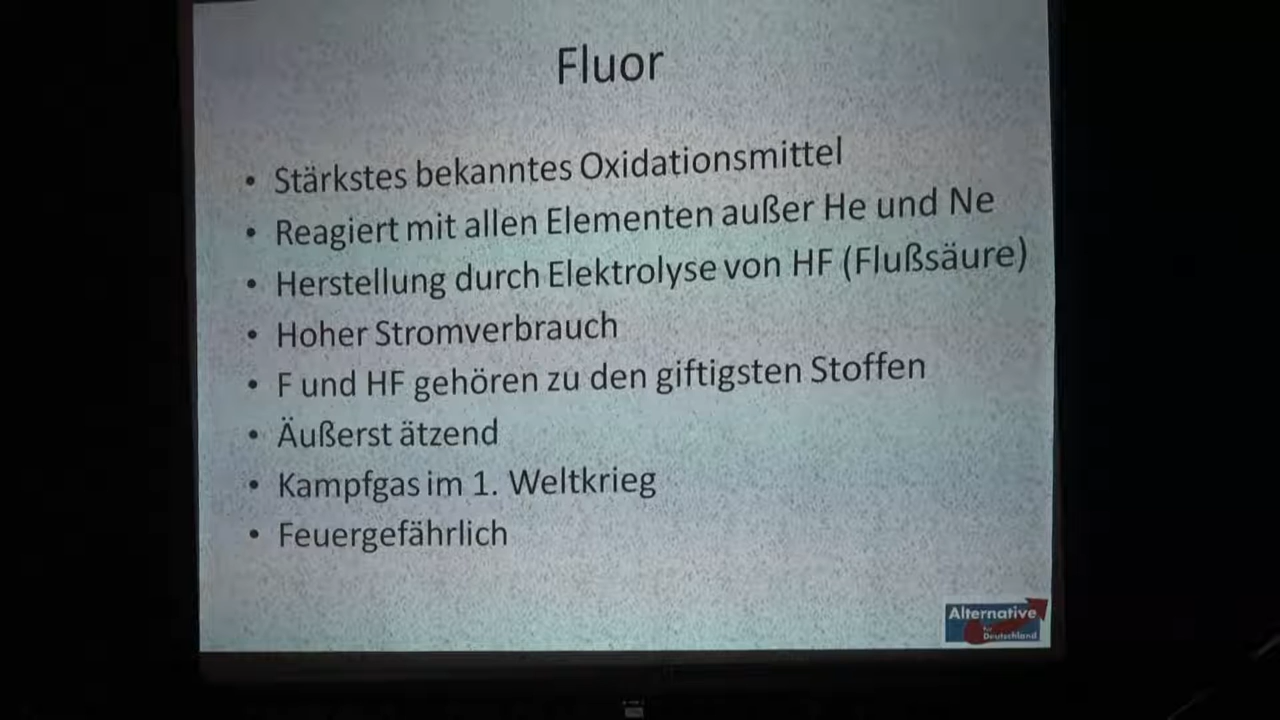 Fluor
• Stärkstes bekanntes Oxidationsmittel
• Reagiert mit allen Elementen außer He und Ne
• Herstellung durch Elektrolyse von HF (Flußsäure)
• Hoher Stromverbrauch
• F und HF gehören zu den giftigsten Stoffen
• Äußerst ätzend
• Kampfgas im 1. Weltkrieg
• Feuergefährlich
Alternative
für
Deutschland